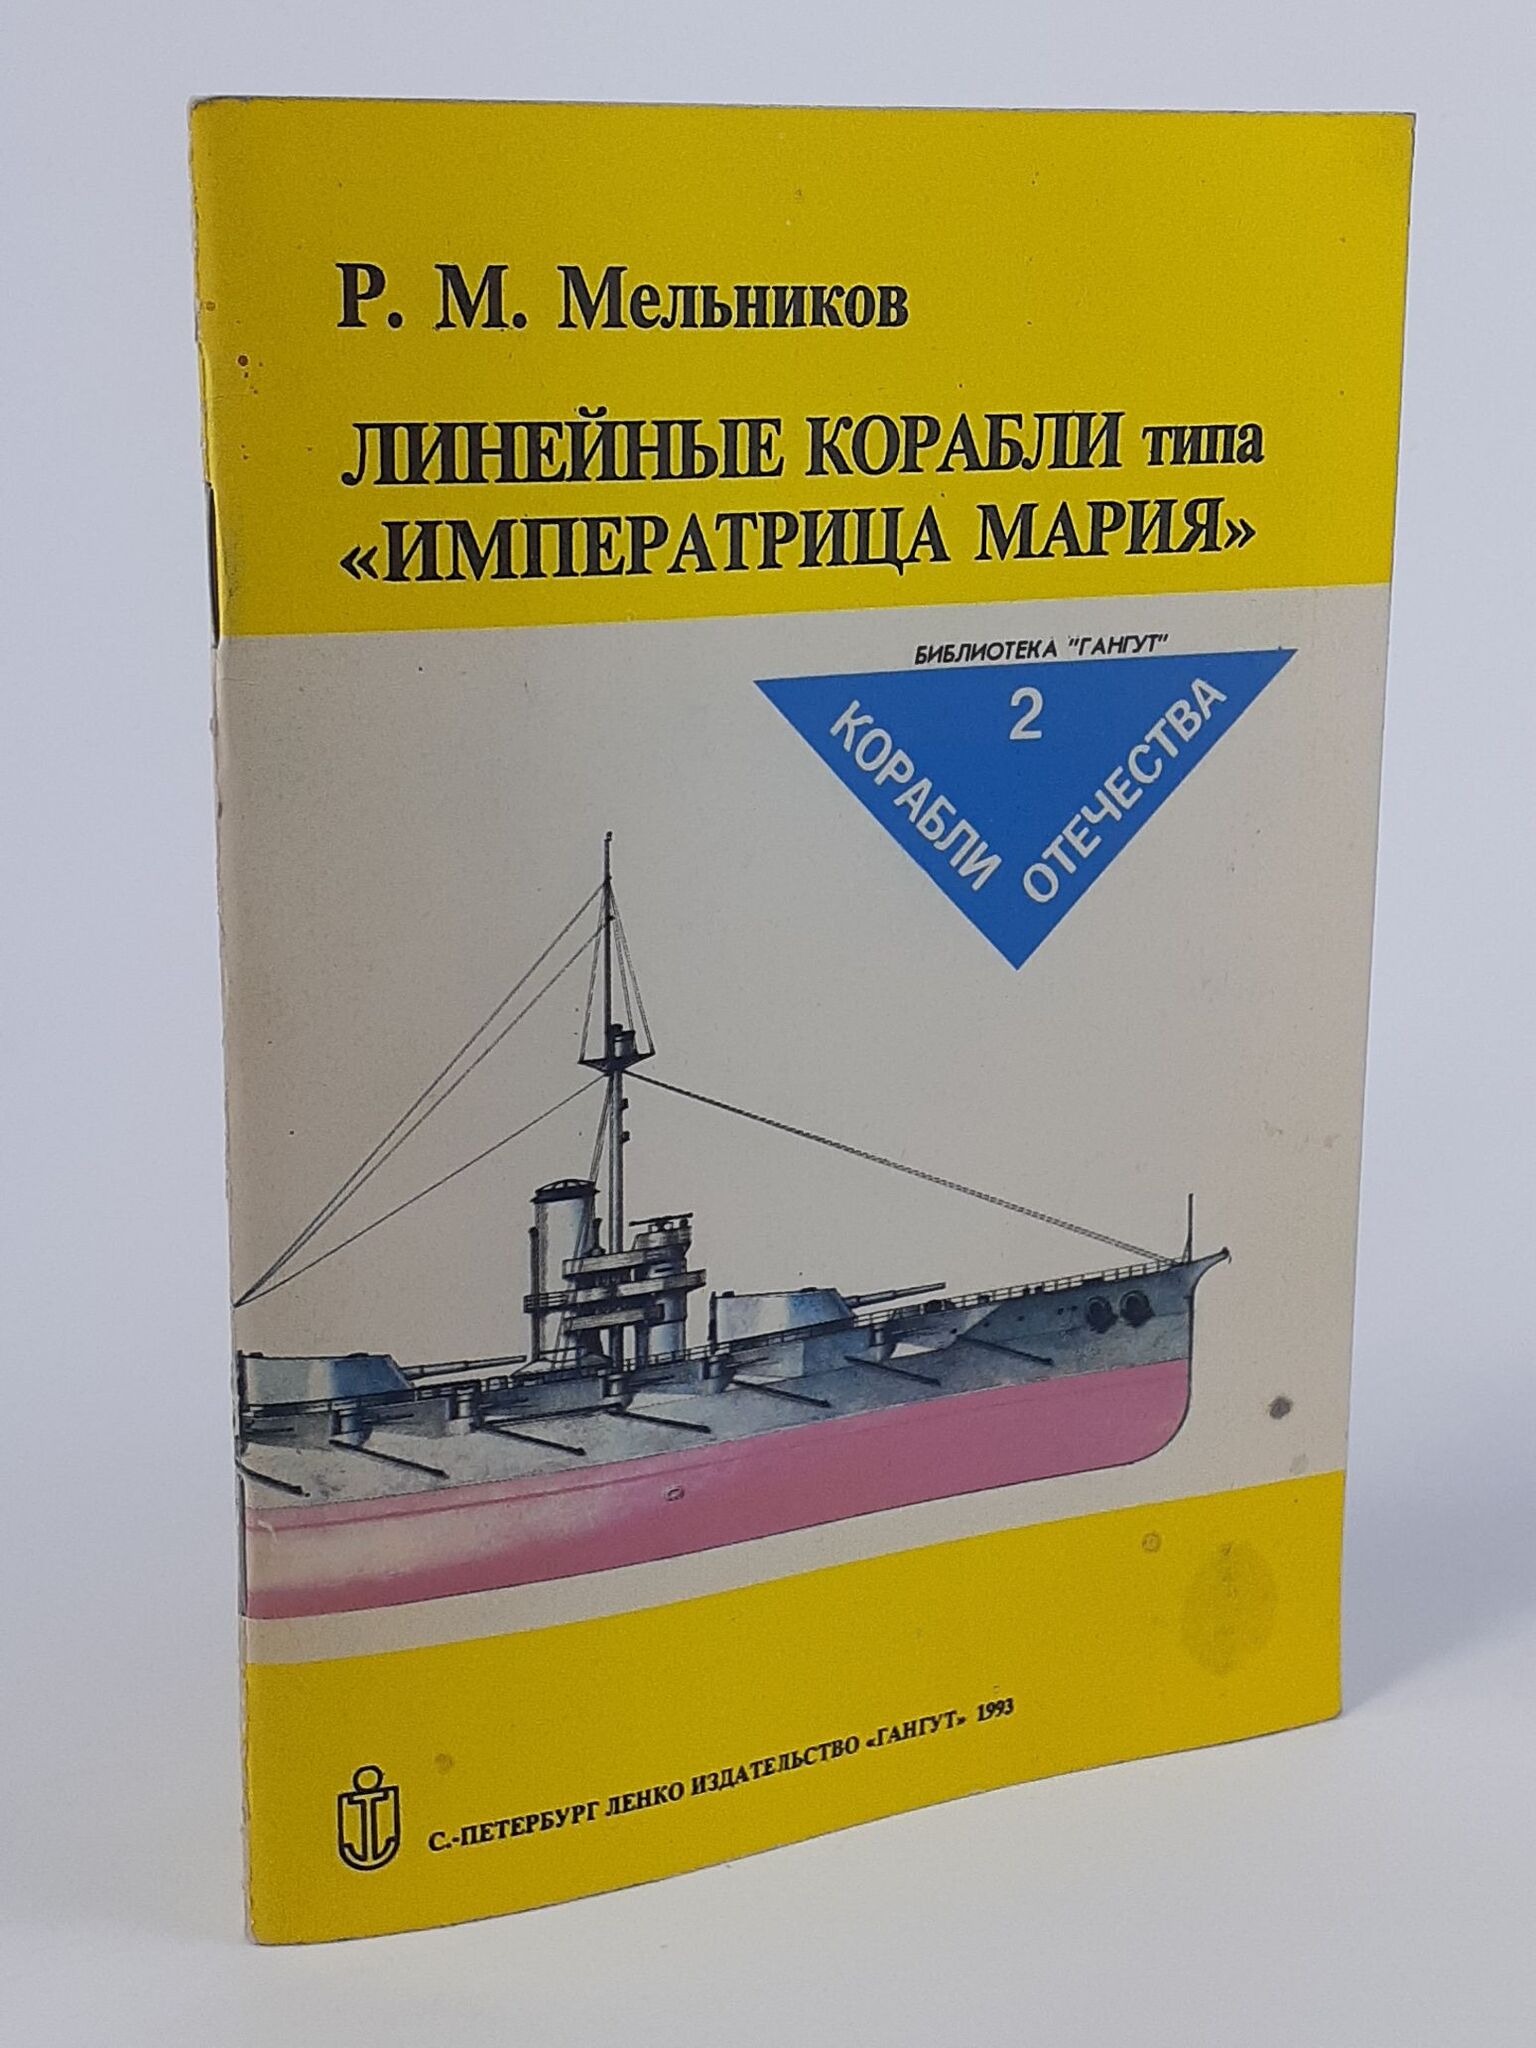 Р. М. Мельников
ЛИНЕЙНЫЕ КОРАБЛИ типа
«ИМПЕРАТРИЦА МАРИЯ»
БИБЛИОТЕКА "ГАНГУТ"
2
КОРАБЛИ
ОТЕЧЕСТВА
С.-ПЕТЕРБУРГ ЛЕНКО ИЗДАТЕЛЬСТВО «ГАНГУТ» 1993